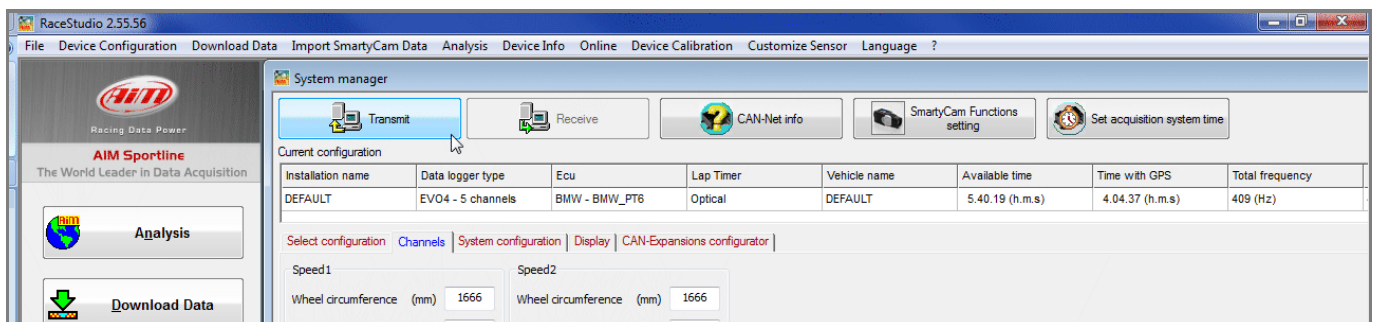 RaceStudio 2.55.56
File Device Configuration Download Data Import SmartyCam Data Analysis Device Info Online Device Calibration Customize Sensor Language ?
AiM
Racing Data Power
AIM Sportline
The World Leader in Data Acquisition
Analysis
Download Data
System manager
Transmit Receive CAN-Net info SmartyCam Functions setting Set acquisition system time
Current configuration
Installation name Data logger type Ecu Lap Timer Vehicle name Available time Time with GPS Total frequency
DEFAULT EVO4 - 5 channels BMW - BMW_PT6 Optical DEFAULT 5.40.19 (h.m.s) 4.04.37 (h.m.s) 409 (Hz)
Select configuration Channels System configuration Display CAN-Expansions configurator
Speed1 Speed2
Wheel circumference (mm) 1666 Wheel circumference (mm) 1666